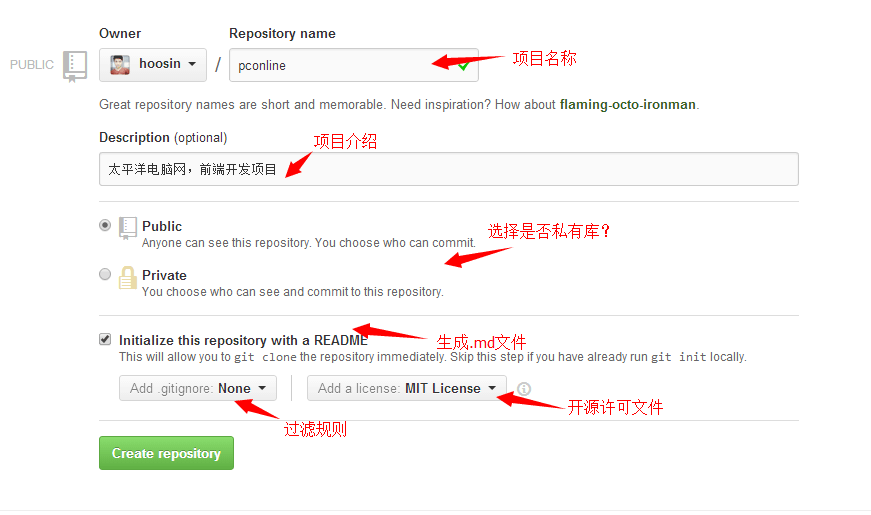 Owner
Repository name
PUBLIC
hoosin / pconline
项目名称
Great repository names are short and memorable. Need inspiration? How about flaming-octo-ironman.
Description (optional)
项目介绍
太平洋电脑网，前端开发项目
Public
Anyone can see this repository. You choose who can commit.
选择是否私有库？
Private
You choose who can see and commit to this repository.
Initialize this repository with a README
生成.md文件
This will allow you to git clone the repository immediately. Skip this step if you have already run git init locally.
Add .gitignore: None
Add a license: MIT License
开源许可文件
过滤规则
Create repository